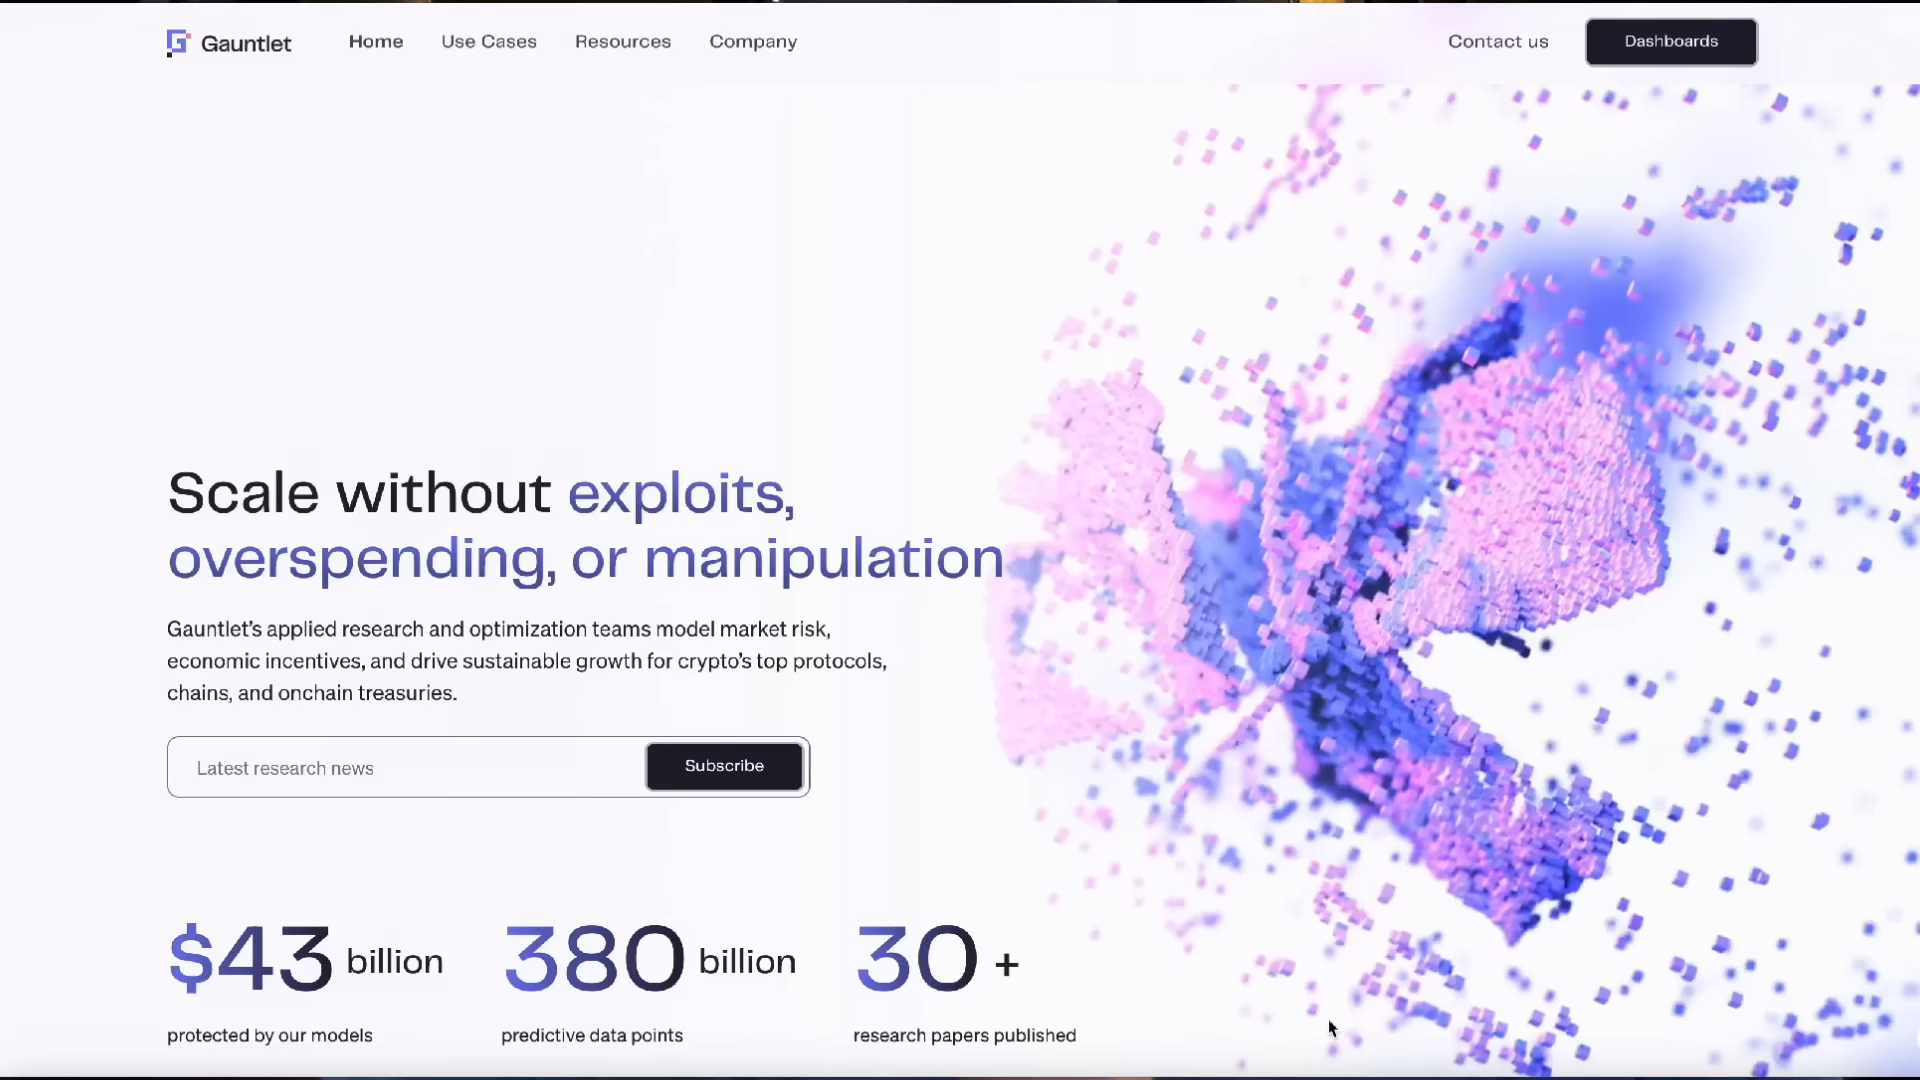 Gauntlet
Home
Use Cases
Resources
Company
Contact us
Dashboards
Scale without exploits,
overspending, or manipulation
Gauntlet’s applied research and optimization teams model market risk,
economic incentives, and drive sustainable growth for crypto’s top protocols,
chains, and onchain treasuries.
Latest research news
Subscribe
$43 billion
protected by our models
380 billion
predictive data points
30 +
research papers published